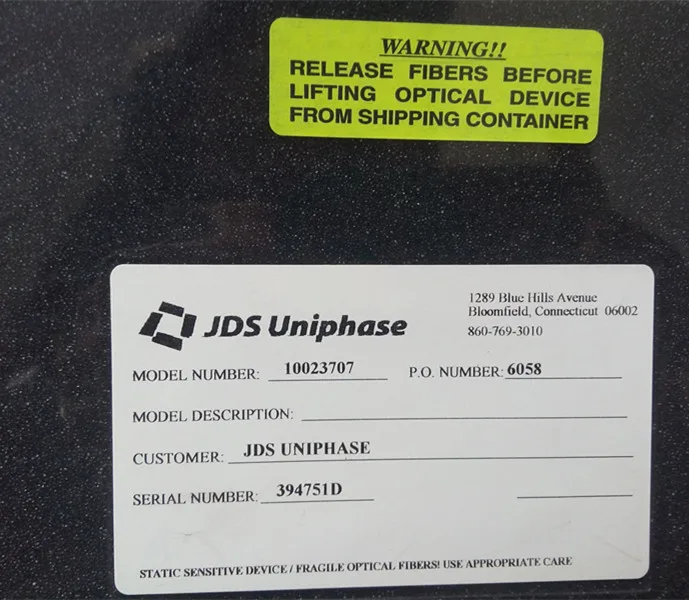 WARNING!!
RELEASE FIBERS BEFORE
LIFTING OPTICAL DEVICE
FROM SHIPPING CONTAINER
1289 Blue Hills Avenue
Bloomfield, Connecticut 06002
860-769-3010
JDS Uniphase
MODEL NUMBER: 10023707 P.O. NUMBER: 6058
MODEL DESCRIPTION:
CUSTOMER: JDS UNIPHASE
SERIAL NUMBER: 394751D
STATIC SENSITIVE DEVICE / FRAGILE OPTICAL FIBERS! USE APPROPRIATE CARE